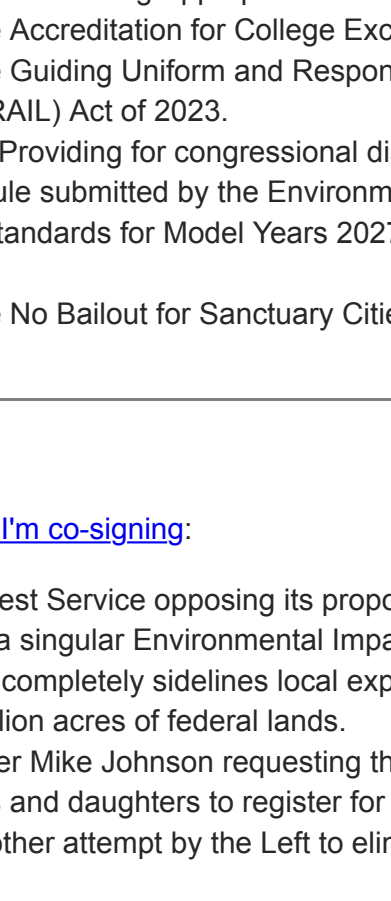 Accreditation for College Exc
Guiding Uniform and Respon
RAIL) Act of 2023.
Providing for congressional di
ule submitted by the Environm
tandards for Model Years 2027
No Bailout for Sanctuary Citie
I'm co-signing:
est Service opposing its propo
a singular Environmental Impa
completely sidelines local exp
lion acres of federal lands.
er Mike Johnson requesting th
and daughters to register for
other attempt by the Left to elin